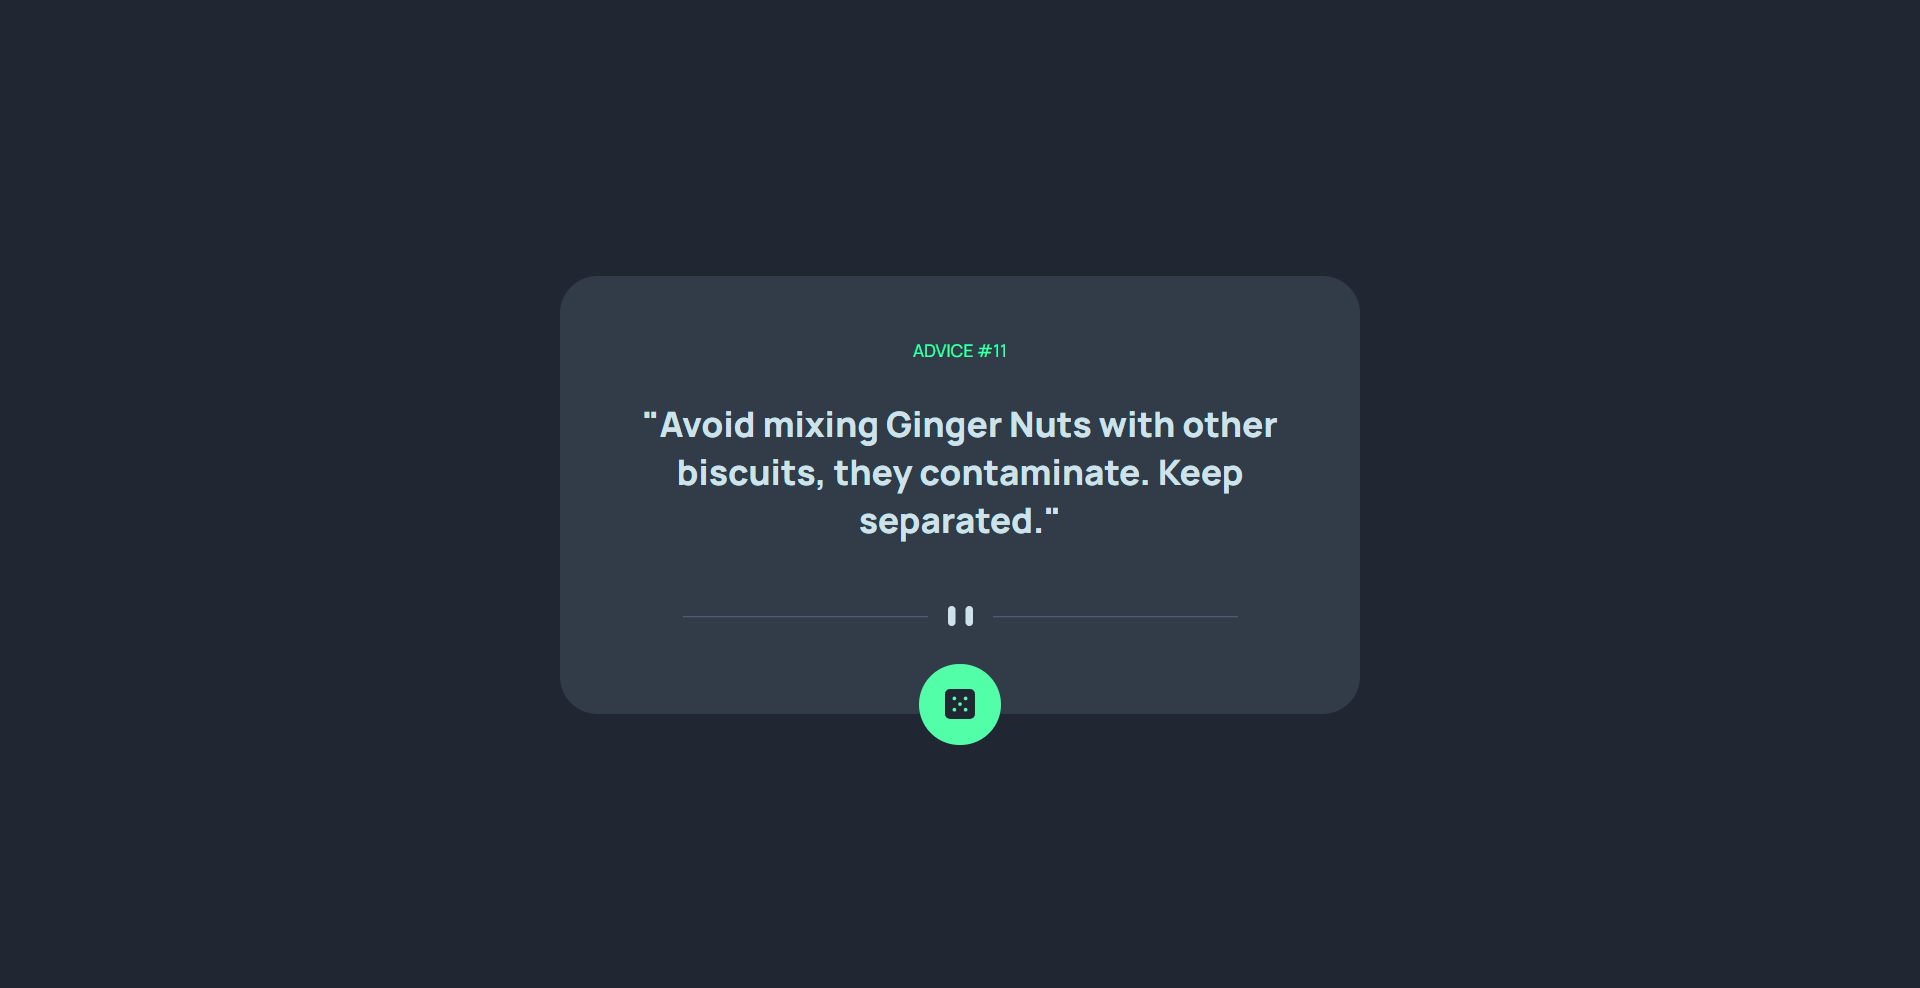 ADVICE #11
"Avoid mixing Ginger Nuts with other
biscuits, they contaminate. Keep
separated."